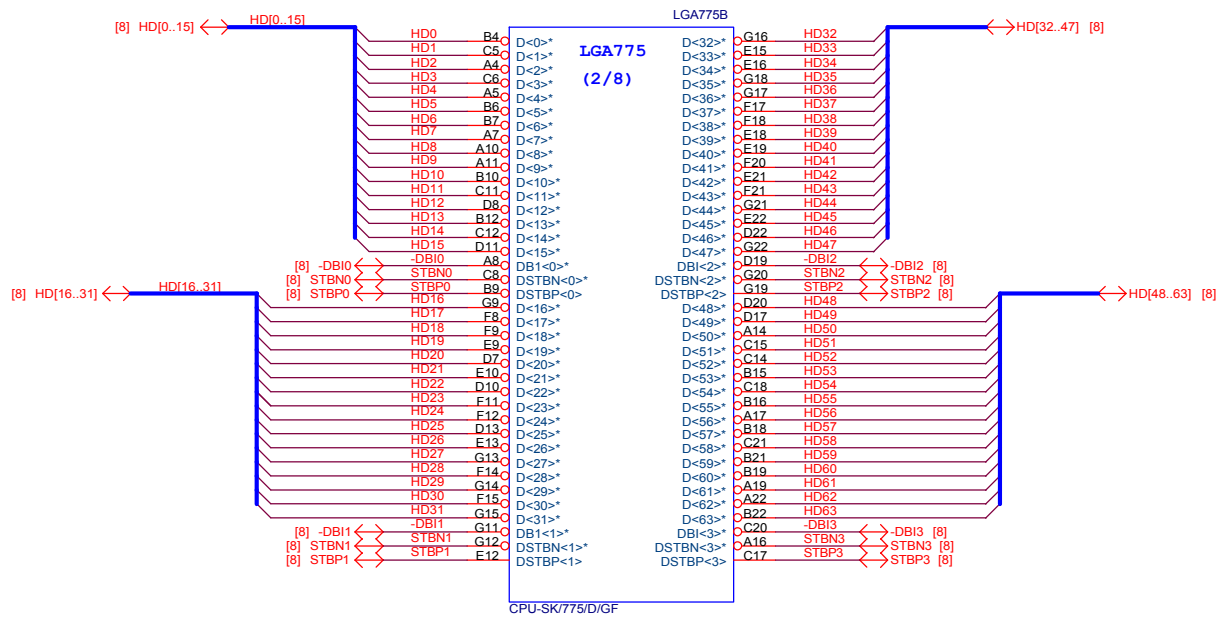 LGA775B
[8] HD[0..15] HD[0..15] HD[32..47] [8]
LGA775
(2/8)
HD0 B4 D<0>* D<32>* G16 HD32
HD1 C5 D<1>* D<33>* E15 HD33
HD2 A4 D<2>* D<34>* E16 HD34
HD3 C6 D<3>* D<35>* G18 HD35
HD4 A5 D<4>* D<36>* G17 HD36
HD5 B6 D<5>* D<37>* F17 HD37
HD6 B7 D<6>* D<38>* F18 HD38
HD7 A7 D<7>* D<39>* E18 HD39
HD8 A10 D<8>* D<40>* E19 HD40
HD9 A11 D<9>* D<41>* F20 HD41
HD10 B10 D<10>* D<42>* E21 HD42
HD11 C11 D<11>* D<43>* F21 HD43
HD12 D8 D<12>* D<44>* G21 HD44
HD13 B12 D<13>* D<45>* E22 HD45
HD14 C12 D<14>* D<46>* D22 HD46
HD15 D11 D<15>* D<47>* G22 HD47
[8] -DBI0 -DBI0 A8 DB1<0>* DBI<2>* D19 -DBI2 -DBI2 [8]
[8] STBN0 STBN0 C8 DSTBN<0>* DSTBN<2>* G20 STBN2 STBN2 [8]
[8] STBP0 STBP0 B9 DSTBP<0> DSTBP<2> G19 STBP2 STBP2 [8]
[8] HD[16..31] HD[16..31] HD[48..63] [8]
HD16 G9 D<16>* D<48>* D20 HD48
HD17 F8 D<17>* D<49>* D17 HD49
HD18 F9 D<18>* D<50>* A14 HD50
HD19 E9 D<19>* D<51>* C15 HD51
HD20 D7 D<20>* D<52>* C14 HD52
HD21 E10 D<21>* D<53>* B15 HD53
HD22 D10 D<22>* D<54>* C18 HD54
HD23 F11 D<23>* D<55>* B16 HD55
HD24 F12 D<24>* D<56>* A17 HD56
HD25 D13 D<25>* D<57>* B18 HD57
HD26 E13 D<26>* D<58>* C21 HD58
HD27 G13 D<27>* D<59>* B21 HD59
HD28 F14 D<28>* D<60>* B19 HD60
HD29 G14 D<29>* D<61>* A19 HD61
HD30 F15 D<30>* D<62>* A22 HD62
HD31 G15 D<31>* D<63>* B22 HD63
[8] -DBI1 -DBI1 G11 DB1<1>* DBI<3>* C20 -DBI3 -DBI3 [8]
[8] STBN1 STBN1 G12 DSTBN<1>* DSTBN<3>* A16 STBN3 STBN3 [8]
[8] STBP1 STBP1 E12 DSTBP<1> DSTBP<3> C17 STBP3 STBP3 [8]
CPU-SK/775/D/GF